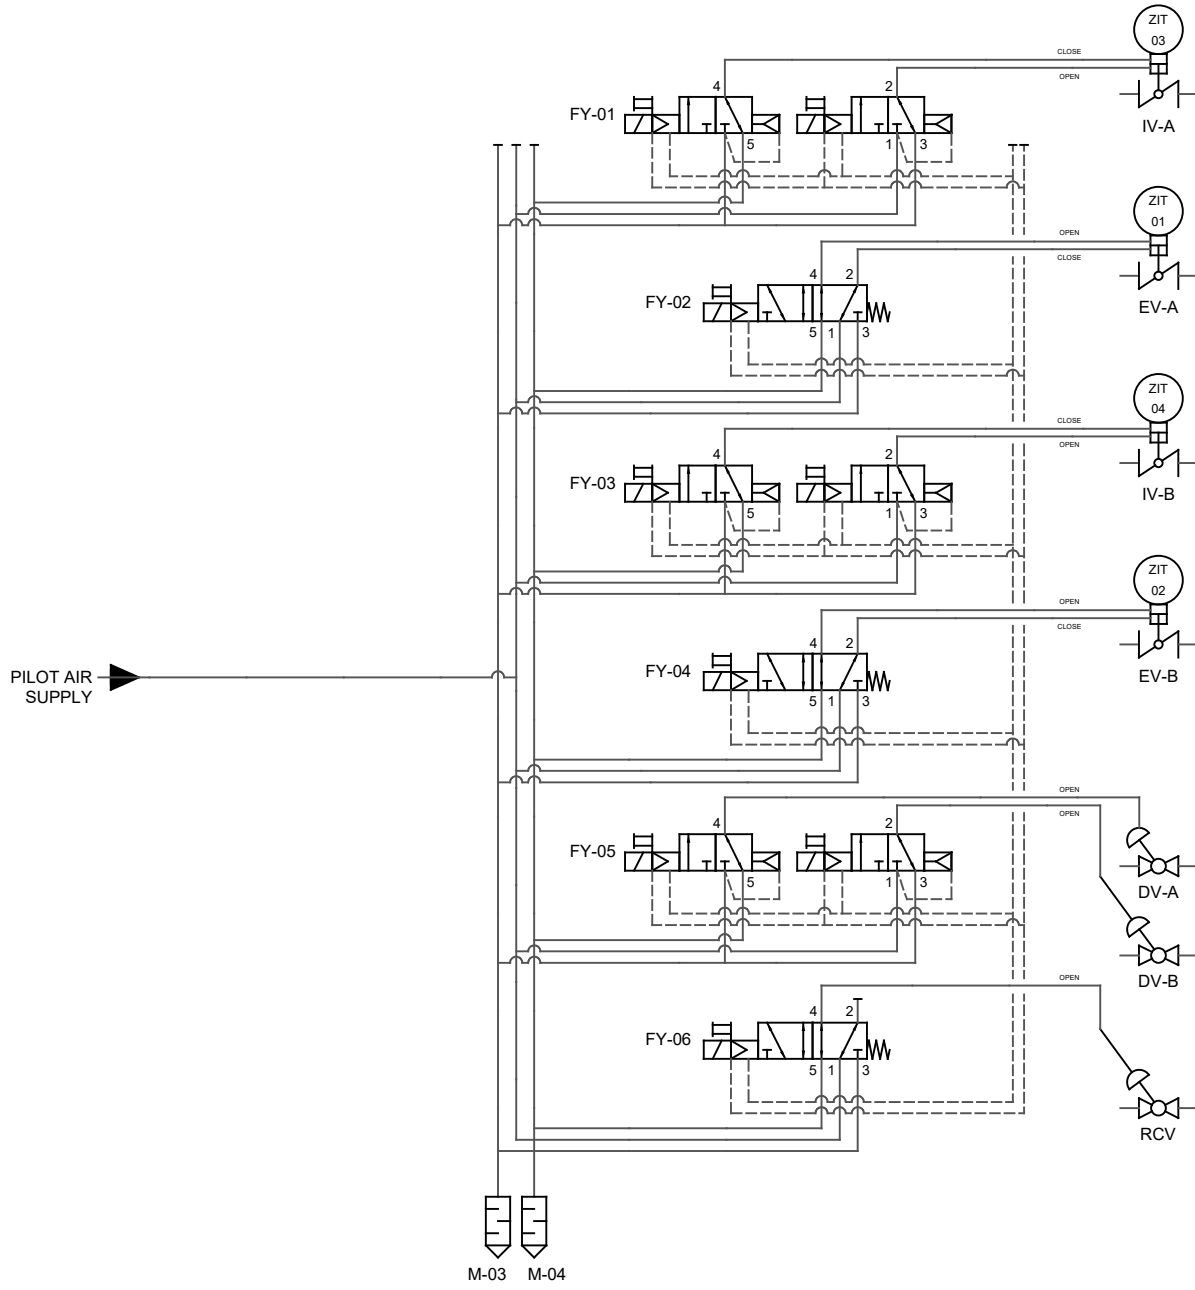 ZIT
03
CLOSE
OPEN
IV-A
4
2
FY-01
5
1
3
ZIT
01
OPEN
CLOSE
EV-A
4
2
FY-02
5
1
3
ZIT
04
CLOSE
OPEN
IV-B
4
2
FY-03
5
1
3
ZIT
02
OPEN
CLOSE
EV-B
4
2
FY-04
5
1
3
PILOT AIR
SUPPLY
OPEN
OPEN
4
2
FY-05
5
1
3
DV-A
DV-B
OPEN
4
2
FY-06
5
1
3
RCV
M-03
M-04